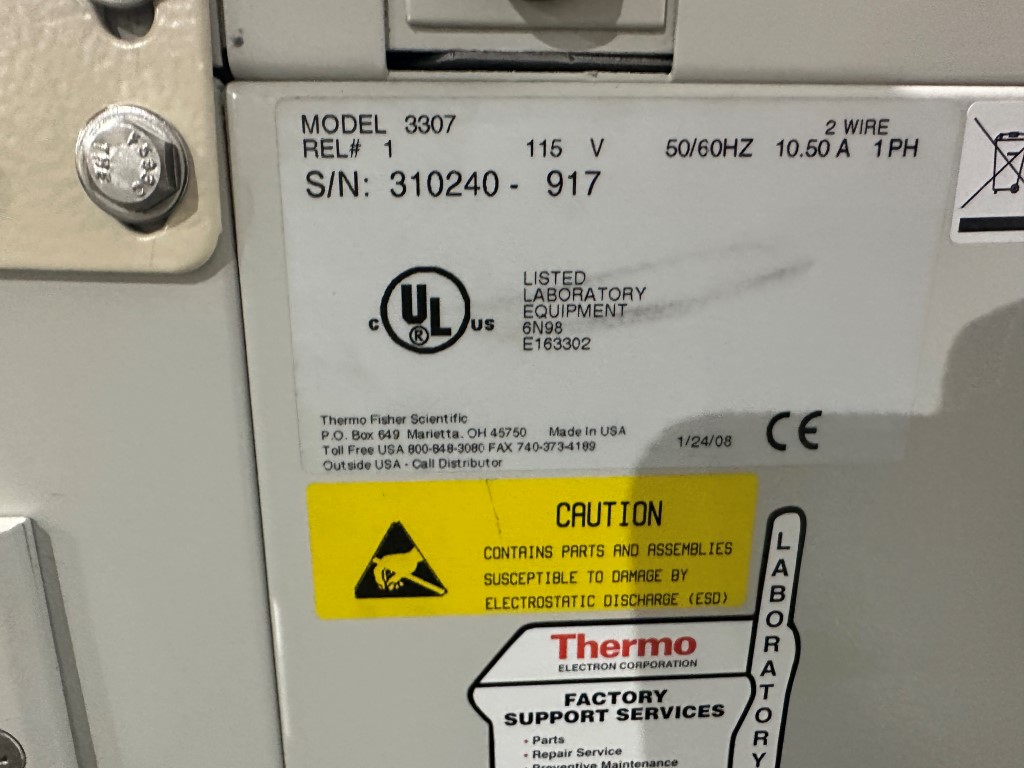 MODEL 3307
2 WIRE
REL# 1 115 V 50/60HZ 10.50 A 1PH
S/N: 310240 - 917
C UL® US
LISTED
LABORATORY
EQUIPMENT
6N98
E163302
Thermo Fisher Scientific
P.O. Box 649 Marietta, OH 45750 Made In USA
Toll Free USA 800-848-3080 FAX 740-373-4189
Outside USA - Call Distributor
1/24/08 CE
CAUTION
CONTAINS PARTS AND ASSEMBLIES
SUSCEPTIBLE TO DAMAGE BY
ELECTROSTATIC DISCHARGE (ESD)
Thermo
ELECTRON CORPORATION
FACTORY
SUPPORT SERVICES
• Parts
• Repair Service
• Preventive Maintenance
LABORATORY